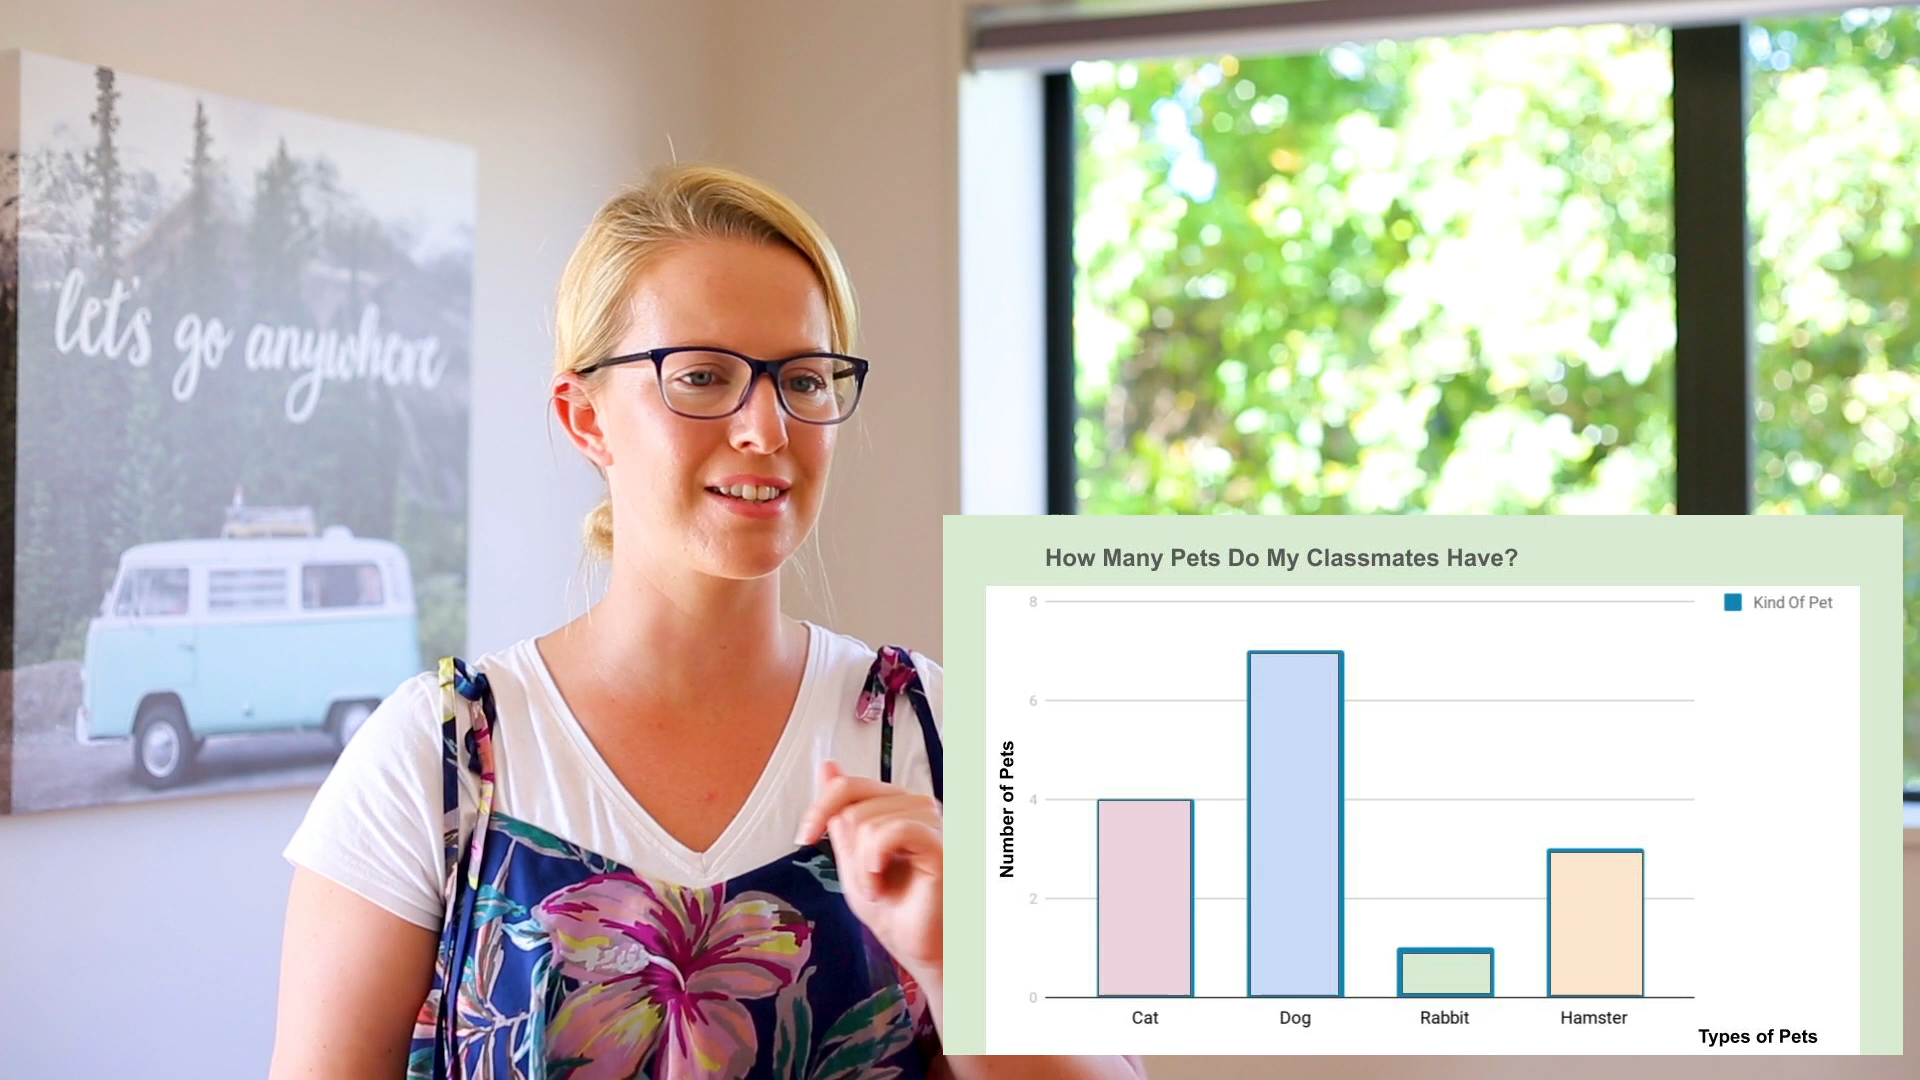 let's go anywhere
How Many Pets Do My Classmates Have?
Kind Of Pet
8
6
4
2
0
Number of Pets
Cat Dog Rabbit Hamster
Types of Pets